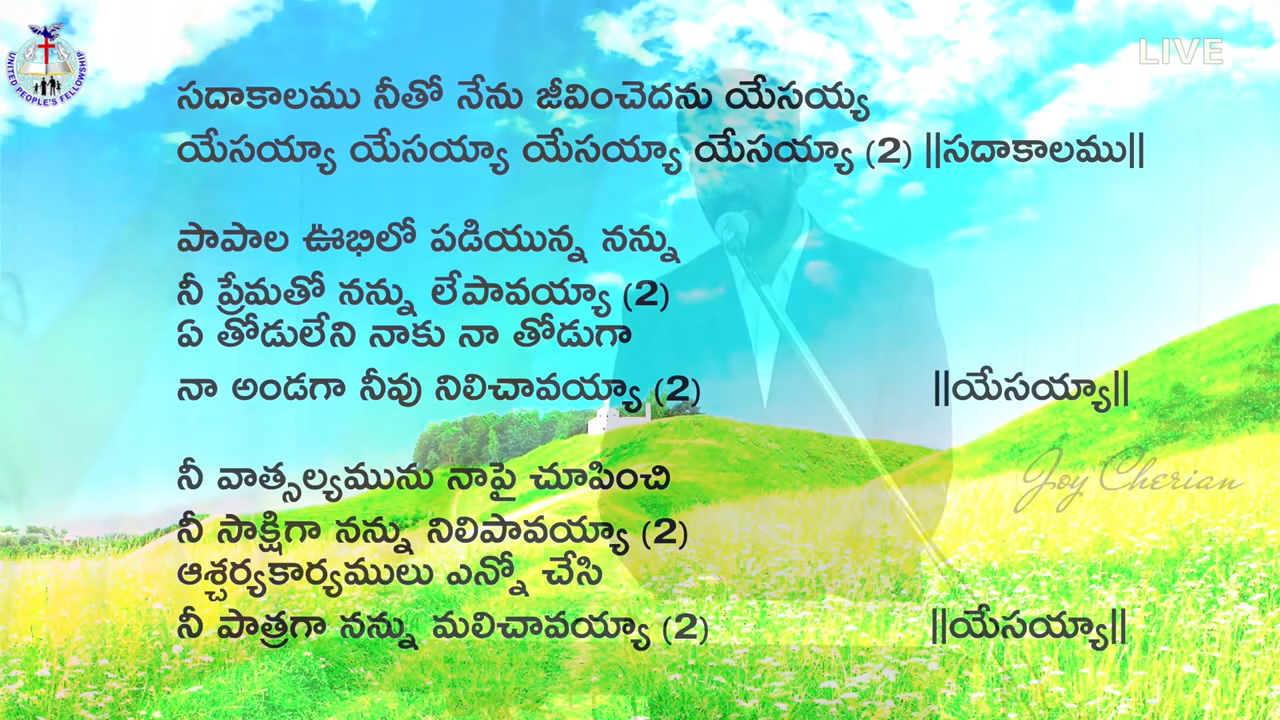 UNITED PEOPLE'S FELLOWSHIP
LIVE
సదాకాలము నీతో నేను జీవించెదను యేసయ్య
యేసయ్యా యేసయ్యా యేసయ్యా యేసయ్యా (2) ||సదాకాలము||
పాపాల ఊభిలో పడియున్న నన్ను
నీ ప్రేమతో నన్ను లేపావయ్యా (2)
ఏ తోడులేని నాకు నా తోడుగా
నా అండగా నీవు నిలిచావయ్యా (2) ||యేసయ్యా||
నీ వాత్సల్యమును నాపై చూపించి
Joy Cherian
నీ సాక్షిగా నన్ను నిలిపావయ్యా (2)
ఆశ్చర్యకార్యములు ఎన్నో చేసి
నీ పాత్రగా నన్ను మలిచావయ్యా (2) ||యేసయ్యా||